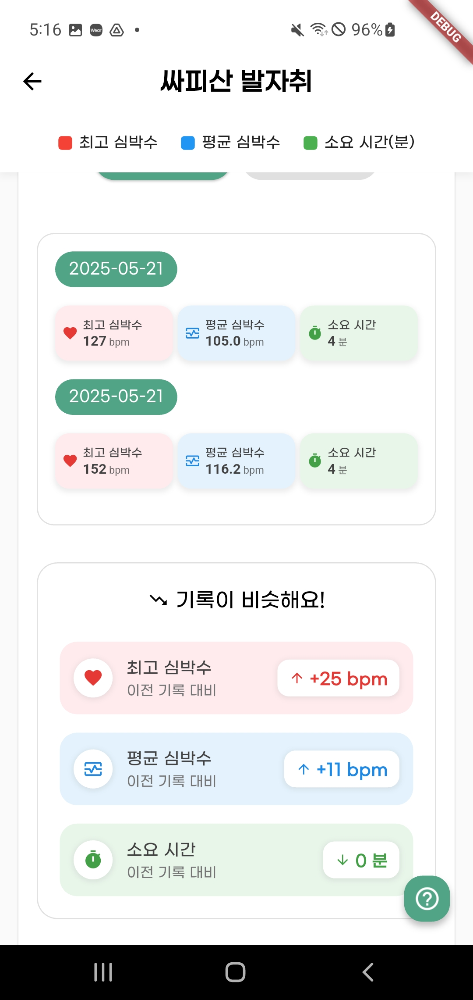 5:16 Wear 96%
DEBUG
싸피산 발자취
최고 심박수 평균 심박수 소요 시간(분)
2025-05-21
최고 심박수 평균 심박수 소요 시간
127 bpm 105.0 bpm 4 분
2025-05-21
최고 심박수 평균 심박수 소요 시간
152 bpm 116.2 bpm 4 분
기록이 비슷해요!
최고 심박수
이전 기록 대비
↑ +25 bpm
평균 심박수
이전 기록 대비
↑ +11 bpm
소요 시간
이전 기록 대비
↓ 0 분